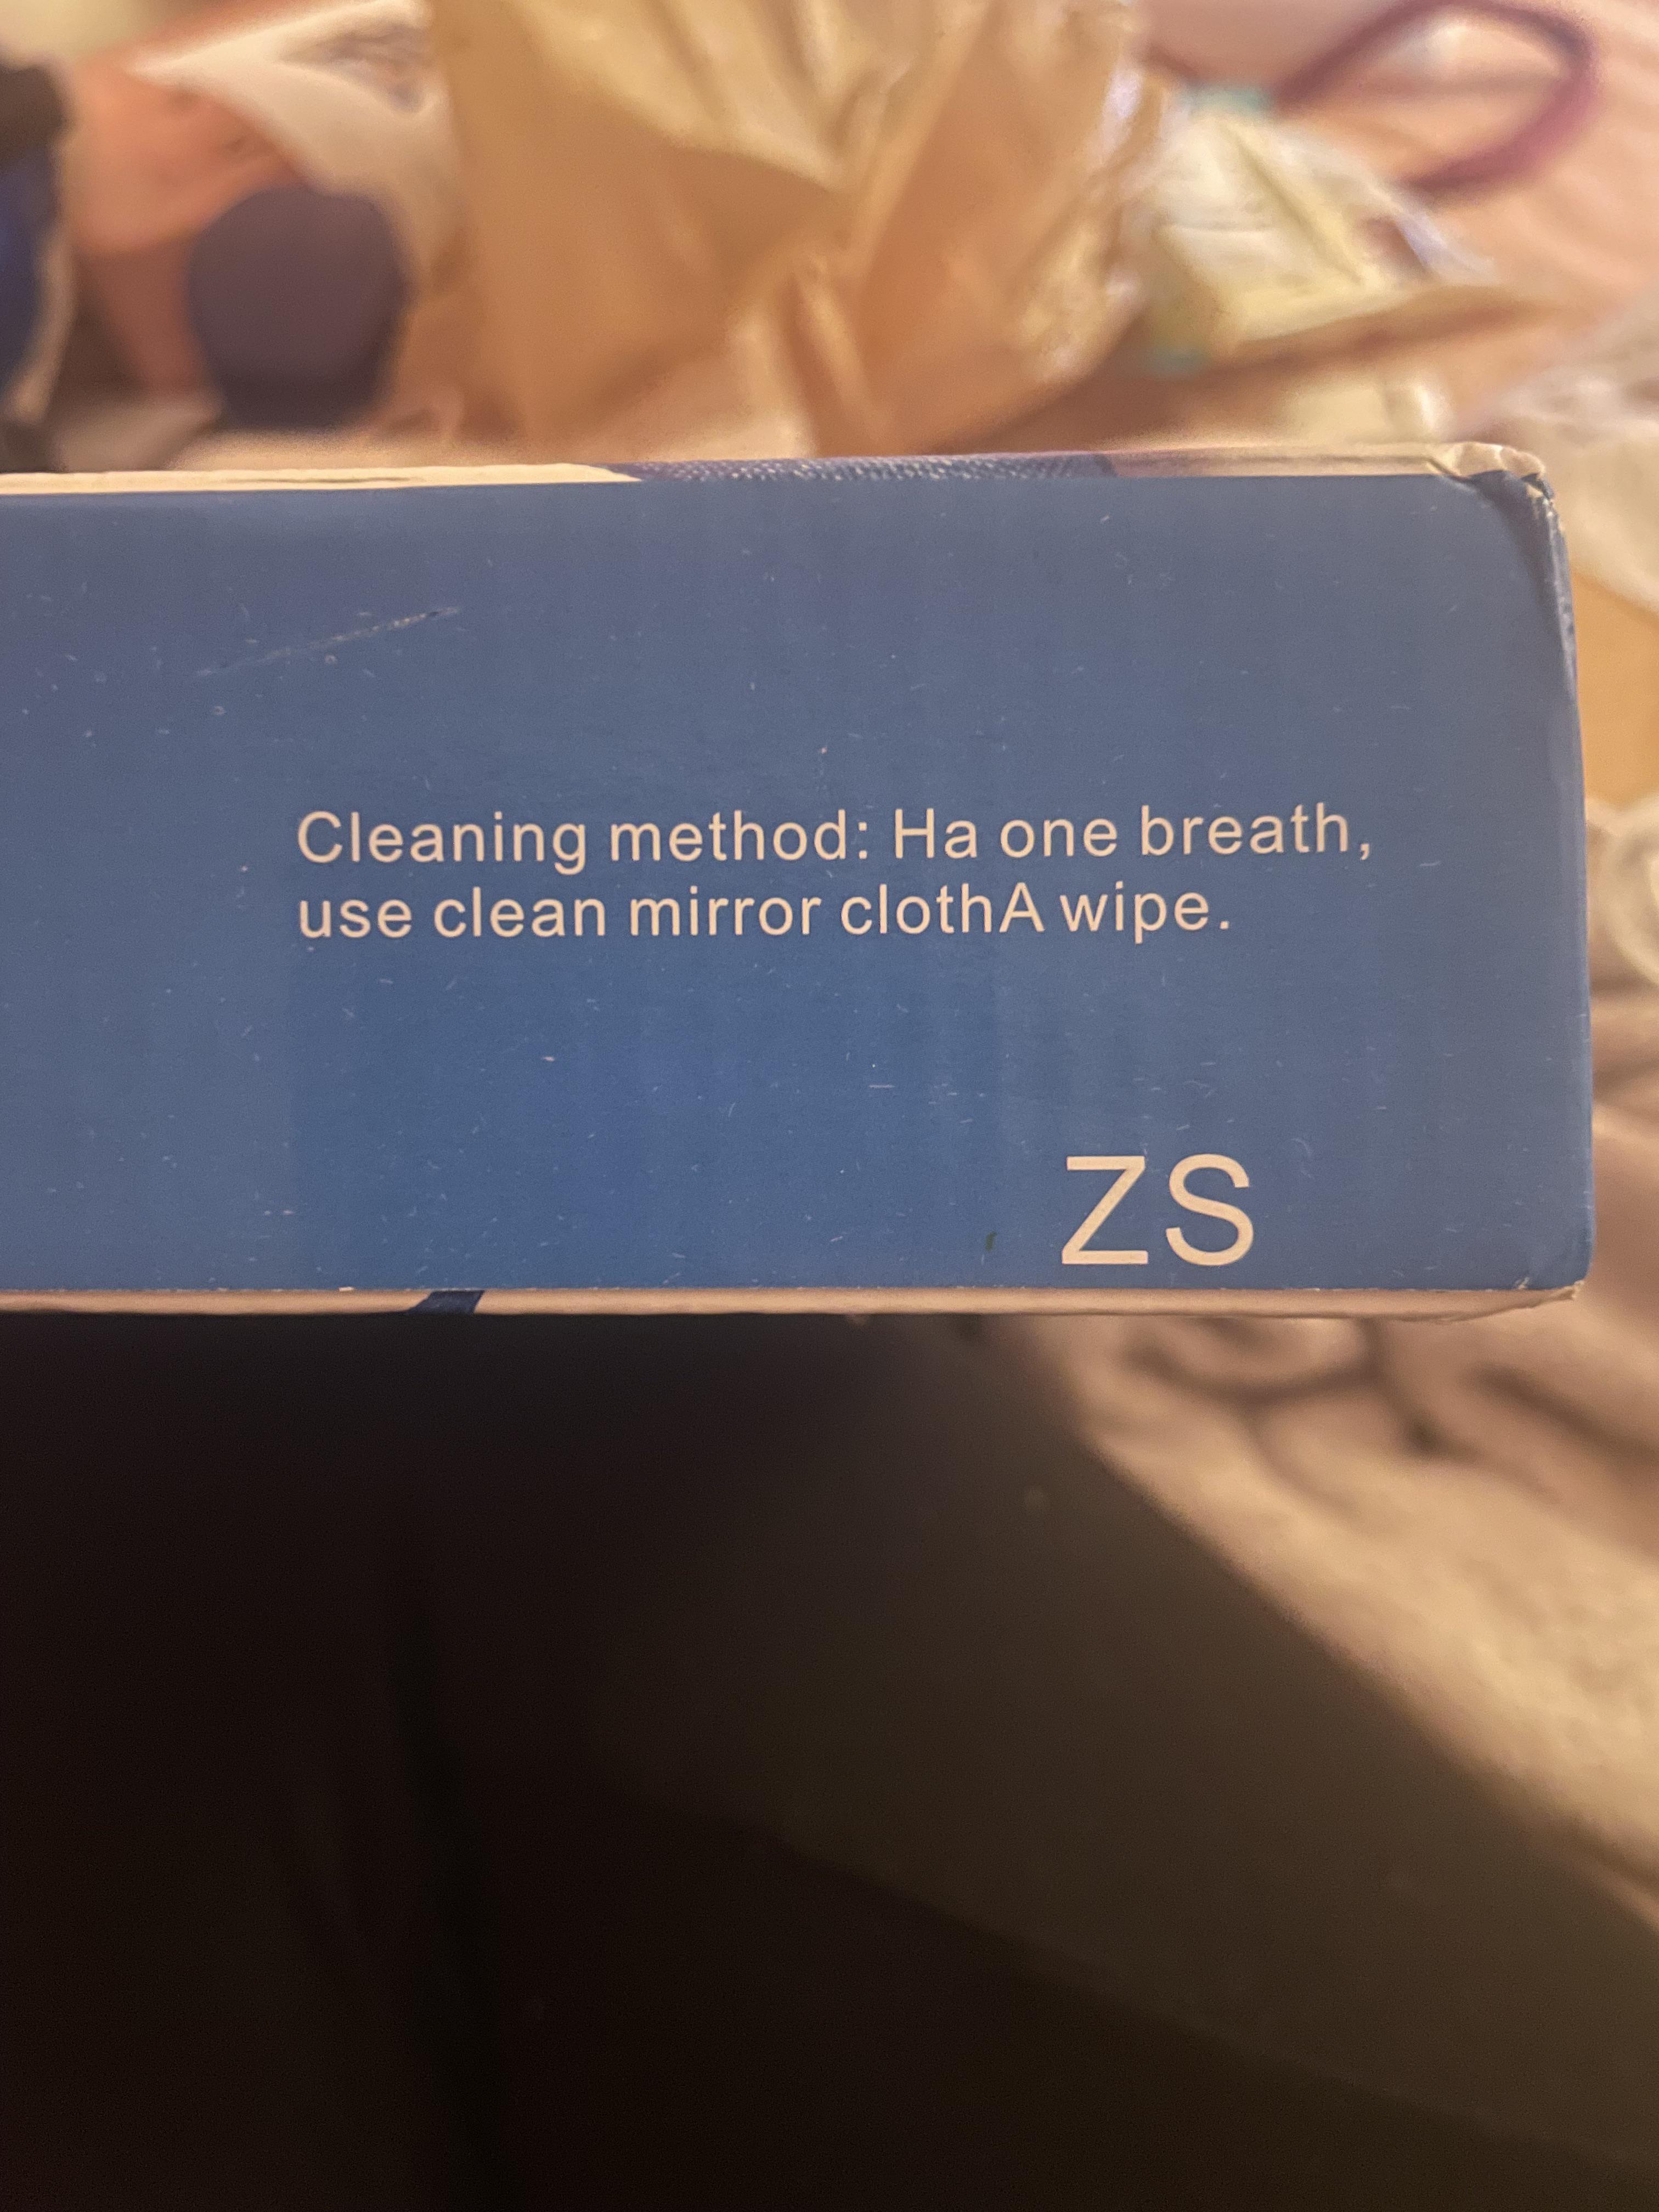 Cleaning method: Ha one breath,
use clean mirror clothA wipe.
ZS